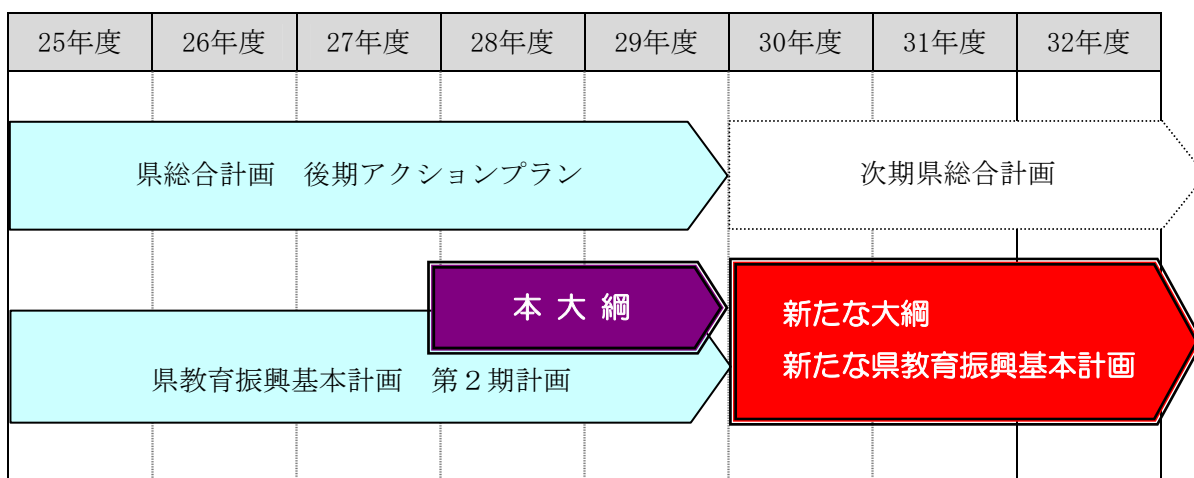 25年度 26年度 27年度 28年度 29年度 30年度 31年度 32年度
県総合計画　後期アクションプラン
次期県総合計画
本 大 綱
新たな大綱
新たな県教育振興基本計画
県教育振興基本計画　第２期計画